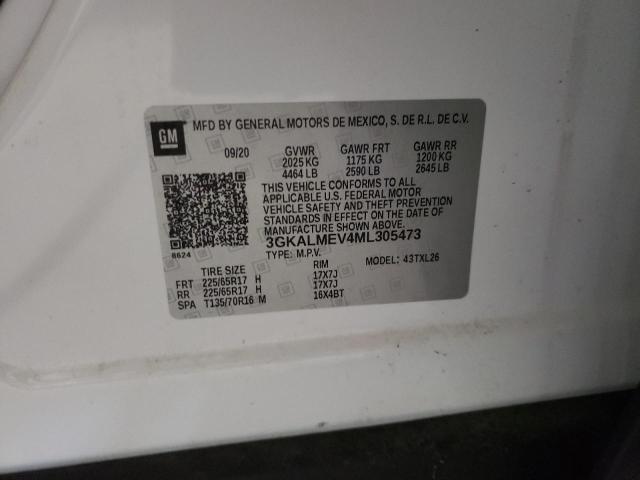 GM
MFD BY GENERAL MOTORS DE MEXICO, S. DE R.L. DE C.V.
09/20 GVWR GAWR FRT GAWR RR
2025 KG 1175 KG 1200 KG
4464 LB 2590 LB 2645 LB
THIS VEHICLE CONFORMS TO ALL
APPLICABLE U.S. FEDERAL MOTOR
VEHICLE SAFETY AND THEFT PREVENTION
STANDARDS IN EFFECT ON THE DATE OF
MANUFACTURE SHOWN ABOVE.
3GKALMEV4ML305473
8624 TYPE: M.P.V. MODEL: 43TXL26
TIRE SIZE RIM
FRT 225/65R17 H 17X7J
RR 225/65R17 H 17X7J
SPA T135/70R16 M 16X4BT